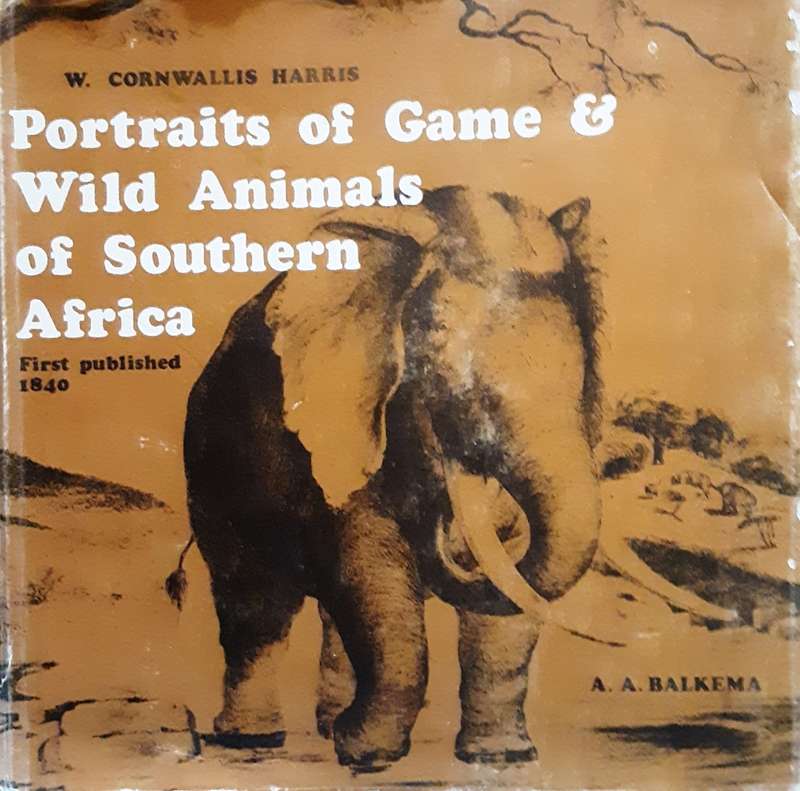 W. CORNWALLIS HARRIS
Portraits of Game &
Wild Animals
of Southern
Africa
First published
1840
A. A. BALKEMA